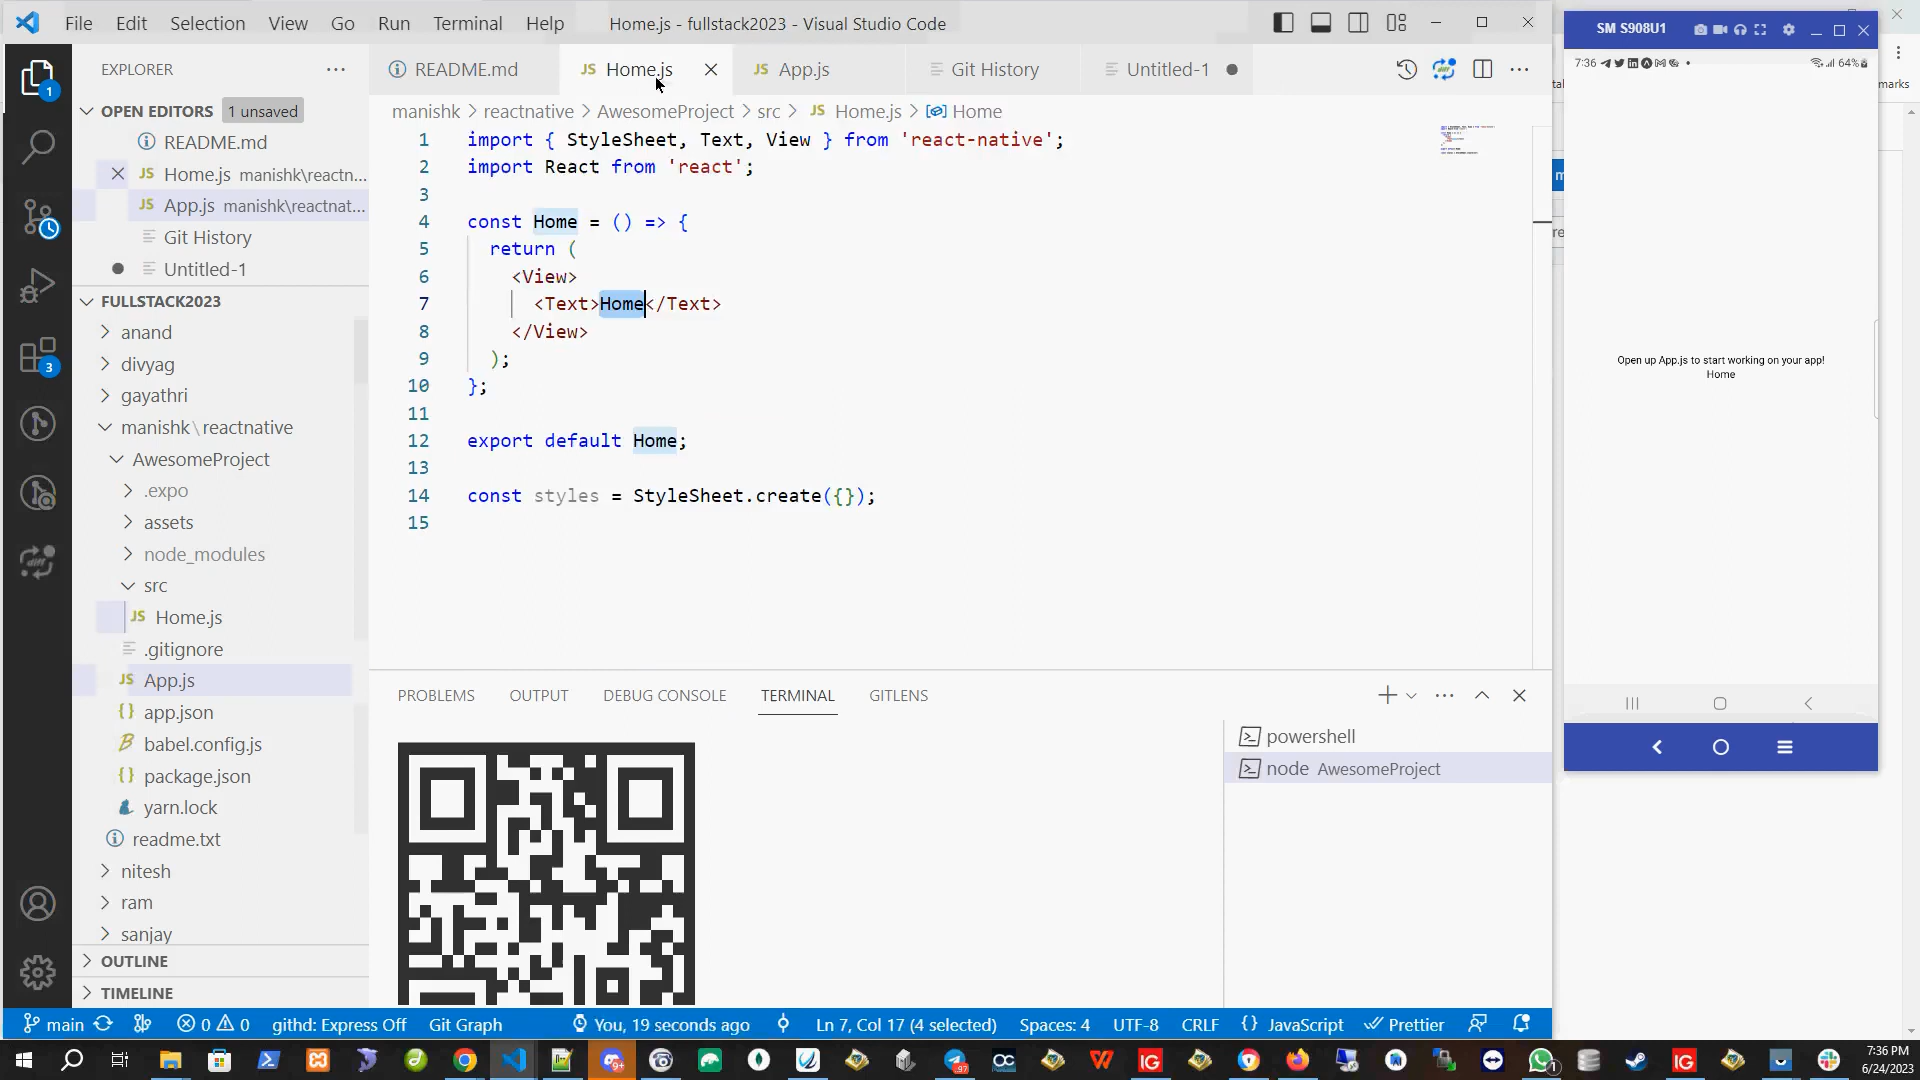 File Edit Selection View Go Run Terminal Help Home.js - fullstack2023 - Visual Studio Code
EXPLORER
OPEN EDITORS 1 unsaved
README.md
Home.js manishk\reactn...
App.js manishk\reactnat...
Git History
Untitled-1
FULLSTACK2023
anand
divyag
gayathri
manishk\reactnative
AwesomeProject
.expo
assets
node_modules
src
JS Home.js
.gitignore
JS App.js
{} app.json
babel.config.js
{} package.json
yarn.lock
readme.txt
nitesh
ram
sanjay
OUTLINE
TIMELINE
README.md JS Home.js JS App.js Git History Untitled-1
manishk > reactnative > AwesomeProject > src > JS Home.js > Home
1 import { StyleSheet, Text, View } from 'react-native';
2 import React from 'react';
3
4 const Home = () => {
5 return (
6 <View>
7 <Text>Home</Text>
8 </View>
9 );
10 };
11
12 export default Home;
13
14 const styles = StyleSheet.create({});
15
PROBLEMS OUTPUT DEBUG CONSOLE TERMINAL GITLENS
powershell
node AwesomeProject
main 0 0 githd: Express Off Git Graph You, 19 seconds ago Ln 7, Col 17 (4 selected) Spaces: 4 UTF-8 CRLF {} JavaScript Prettier
SM S908U1
7:36 64%
Open up App.js to start working on your app!
Home
marks
7:36 PM
6/24/2023